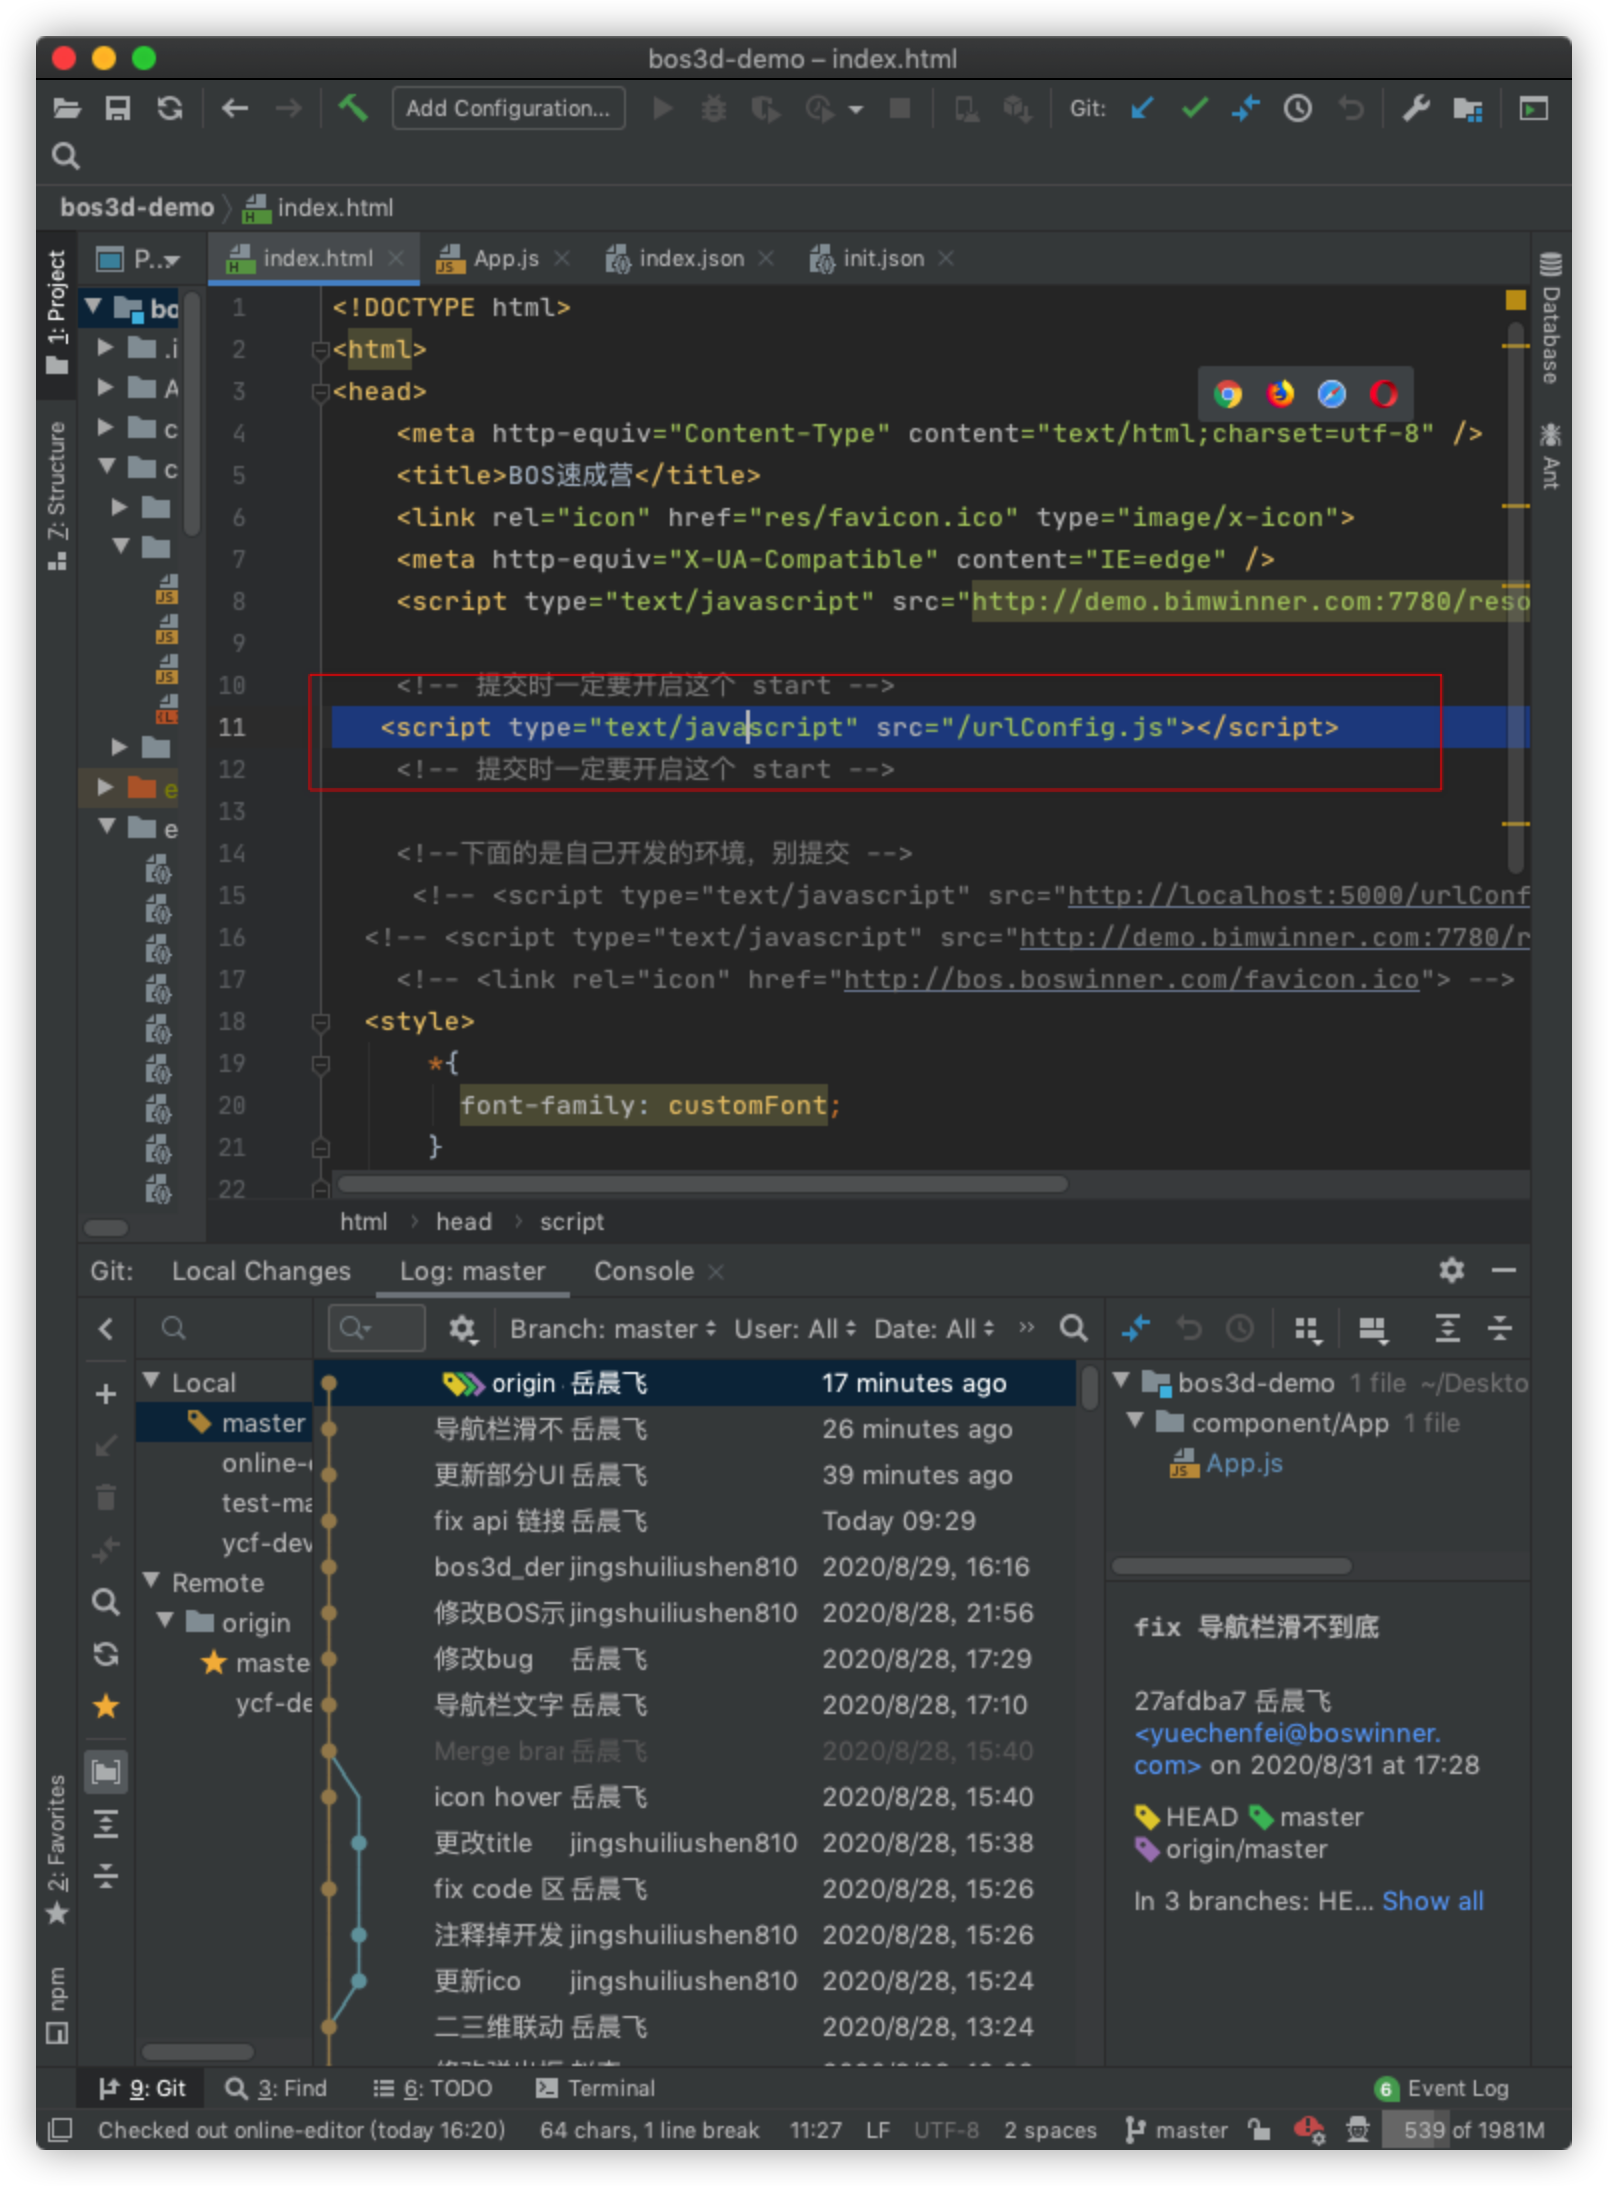 bos3d-demo – index.html
Add Configuration...
Git:
bos3d-demo
index.html
1: Project
P..
index.html
App.js
index.json
init.json
bo
.i
A
c
c
e
e
7: Structure
Database
Ant
1 <!DOCTYPE html>
2 <html>
3 <head>
4 <meta http-equiv="Content-Type" content="text/html;charset=utf-8" />
5 <title>BOS速成营</title>
6 <link rel="icon" href="res/favicon.ico" type="image/x-icon">
7 <meta http-equiv="X-UA-Compatible" content="IE=edge" />
8 <script type="text/javascript" src="http://demo.bimwinner.com:7780/reso
9
10 <!-- 提交时一定要开启这个 start -->
11 <script type="text/javascript" src="/urlConfig.js"></script>
12 <!-- 提交时一定要开启这个 start -->
13
14 <!--下面的是自己开发的环境，别提交 -->
15 <!-- <script type="text/javascript" src="http://localhost:5000/urlConf
16 <!-- <script type="text/javascript" src="http://demo.bimwinner.com:7780/r
17 <!-- <link rel="icon" href="http://bos.boswinner.com/favicon.ico"> -->
18 <style>
19 *{
20 font-family: customFont;
21 }
22
html
head
script
Git:
Local Changes
Log: master
Console
Branch: master
User: All
Date: All
Local
master
online-
test-ma
ycf-dev
Remote
origin
maste
ycf-de
origin 岳晨飞 17 minutes ago
导航栏滑不 岳晨飞 26 minutes ago
更新部分UI 岳晨飞 39 minutes ago
fix api 链接 岳晨飞 Today 09:29
bos3d_der jingshuiliushen810 2020/8/29, 16:16
修改BOS示 jingshuiliushen810 2020/8/28, 21:56
修改bug 岳晨飞 2020/8/28, 17:29
导航栏文字 岳晨飞 2020/8/28, 17:10
Merge brar 岳晨飞 2020/8/28, 15:40
icon hover 岳晨飞 2020/8/28, 15:40
更改title jingshuiliushen810 2020/8/28, 15:38
fix code 区 岳晨飞 2020/8/28, 15:26
注释掉开发 jingshuiliushen810 2020/8/28, 15:26
更新ico jingshuiliushen810 2020/8/28, 15:24
二三维联动 岳晨飞 2020/8/28, 13:24
bos3d-demo 1 file ~/Deskto
component/App 1 file
App.js
fix 导航栏滑不到底
27afdba7 岳晨飞
<yuechenfei@boswinner.
com> on 2020/8/31 at 17:28
HEAD master
origin/master
In 3 branches: HE... Show all
2: Favorites
npm
9: Git
3: Find
6: TODO
Terminal
6 Event Log
Checked out online-editor (today 16:20)
64 chars, 1 line break
11:27
LF
UTF-8
2 spaces
master
539 of 1981M